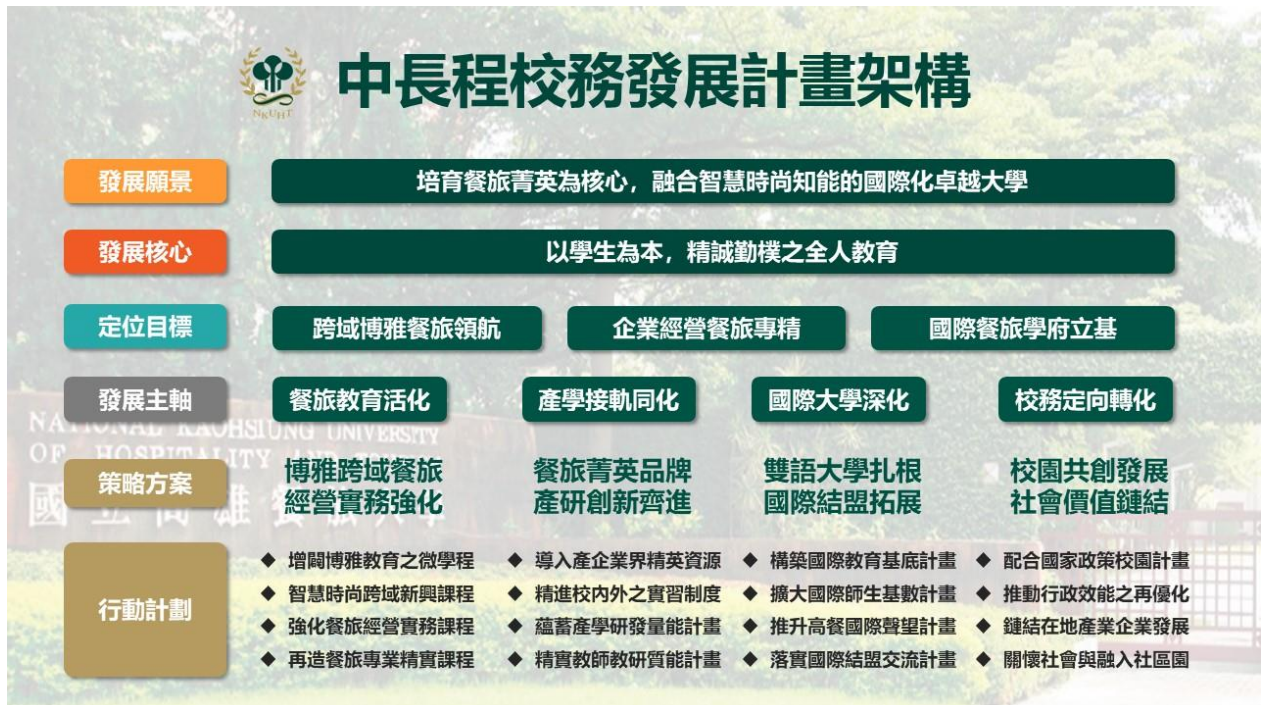 中長程校務發展計畫架構
NKUHT
發展願景
培育餐旅菁英為核心，融合智慧時尚知能的國際化卓越大學
發展核心
以學生為本，精誠勤樸之全人教育
定位目標
跨域博雅餐旅領航
企業經營餐旅專精
國際餐旅學府立基
發展主軸
餐旅教育活化
產學接軌同化
國際大學深化
校務定向轉化
NATIONAL KAOHSIUNG UNIVERSITY
OF HOSPITALITY
國立高雄餐旅大學
策略方案
博雅跨域餐旅
經營實務強化
餐旅菁英品牌
產研創新齊進
雙語大學扎根
國際結盟拓展
校園共創發展
社會價值鏈結
行動計劃
◆ 增闢博雅教育之微學程
◆ 智慧時尚跨域新興課程
◆ 強化餐旅經營實務課程
◆ 再造餐旅專業精實課程
◆ 導入產企業界精英資源
◆ 精進校內外之實習制度
◆ 蘊蓄產學研發量能計畫
◆ 精實教師教研質能計畫
◆ 構築國際教育基底計畫
◆ 擴大國際師生基數計畫
◆ 推升高餐國際聲望計畫
◆ 落實國際結盟交流計畫
◆ 配合國家政策校園計畫
◆ 推動行政效能之再優化
◆ 鏈結在地產業企業發展
◆ 關懷社會與融入社區園